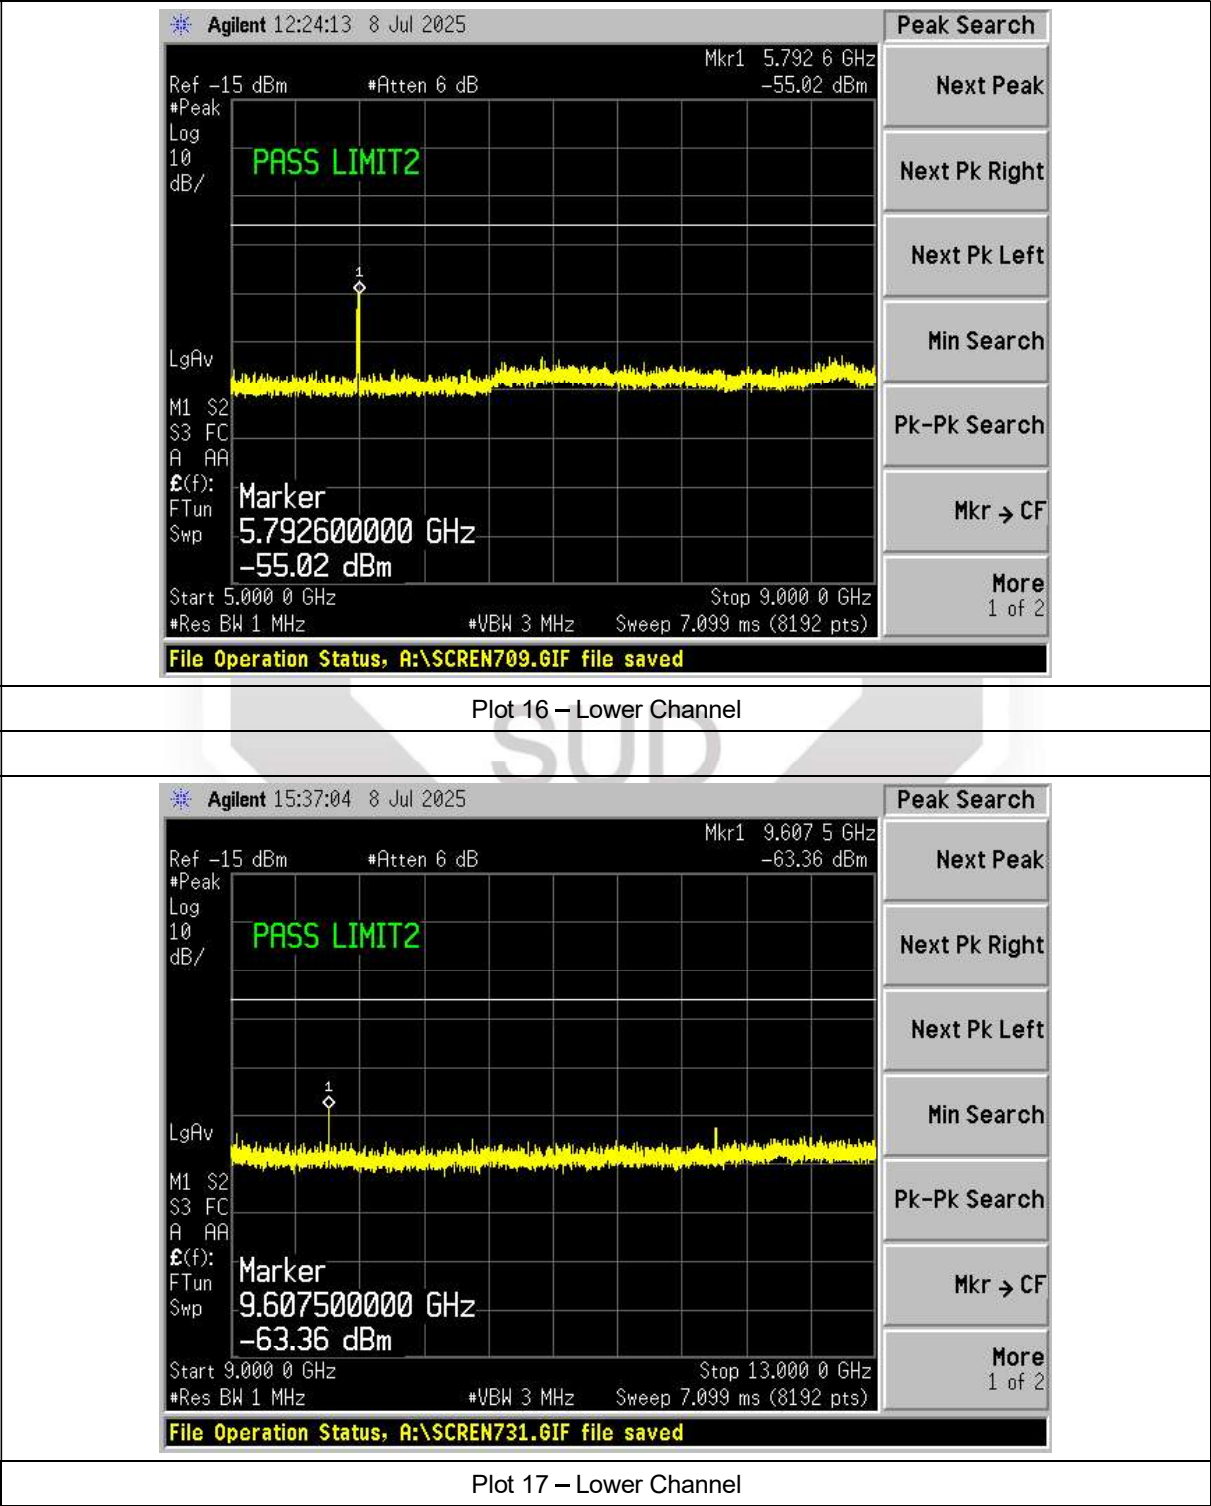 Agilent 12:24:13 8 Jul 2025
Peak Search
Mkr1 5.792 6 GHz
Ref -15 dBm #Atten 6 dB -55.02 dBm
#Peak
Log
10
dB/
PASS LIMIT2
1
LgAv
M1 S2
S3 FC
A AA
£(f):
FTun
Swp
Marker
5.792600000 GHz
-55.02 dBm
Start 5.000 0 GHz Stop 9.000 0 GHz
#Res BW 1 MHz #VBW 3 MHz Sweep 7.099 ms (8192 pts)
Next Peak
Next Pk Right
Next Pk Left
Min Search
Pk-Pk Search
Mkr → CF
More
1 of 2
File Operation Status, A:\SCREN709.GIF file saved
Plot 16 – Lower Channel
SUD
Agilent 15:37:04 8 Jul 2025
Peak Search
Mkr1 9.607 5 GHz
Ref -15 dBm #Atten 6 dB -63.36 dBm
#Peak
Log
10
dB/
PASS LIMIT2
1
LgAv
M1 S2
S3 FC
A AA
£(f):
FTun
Swp
Marker
9.607500000 GHz
-63.36 dBm
Start 9.000 0 GHz Stop 13.000 0 GHz
#Res BW 1 MHz #VBW 3 MHz Sweep 7.099 ms (8192 pts)
Next Peak
Next Pk Right
Next Pk Left
Min Search
Pk-Pk Search
Mkr → CF
More
1 of 2
File Operation Status, A:\SCREN731.GIF file saved
Plot 17 – Lower Channel